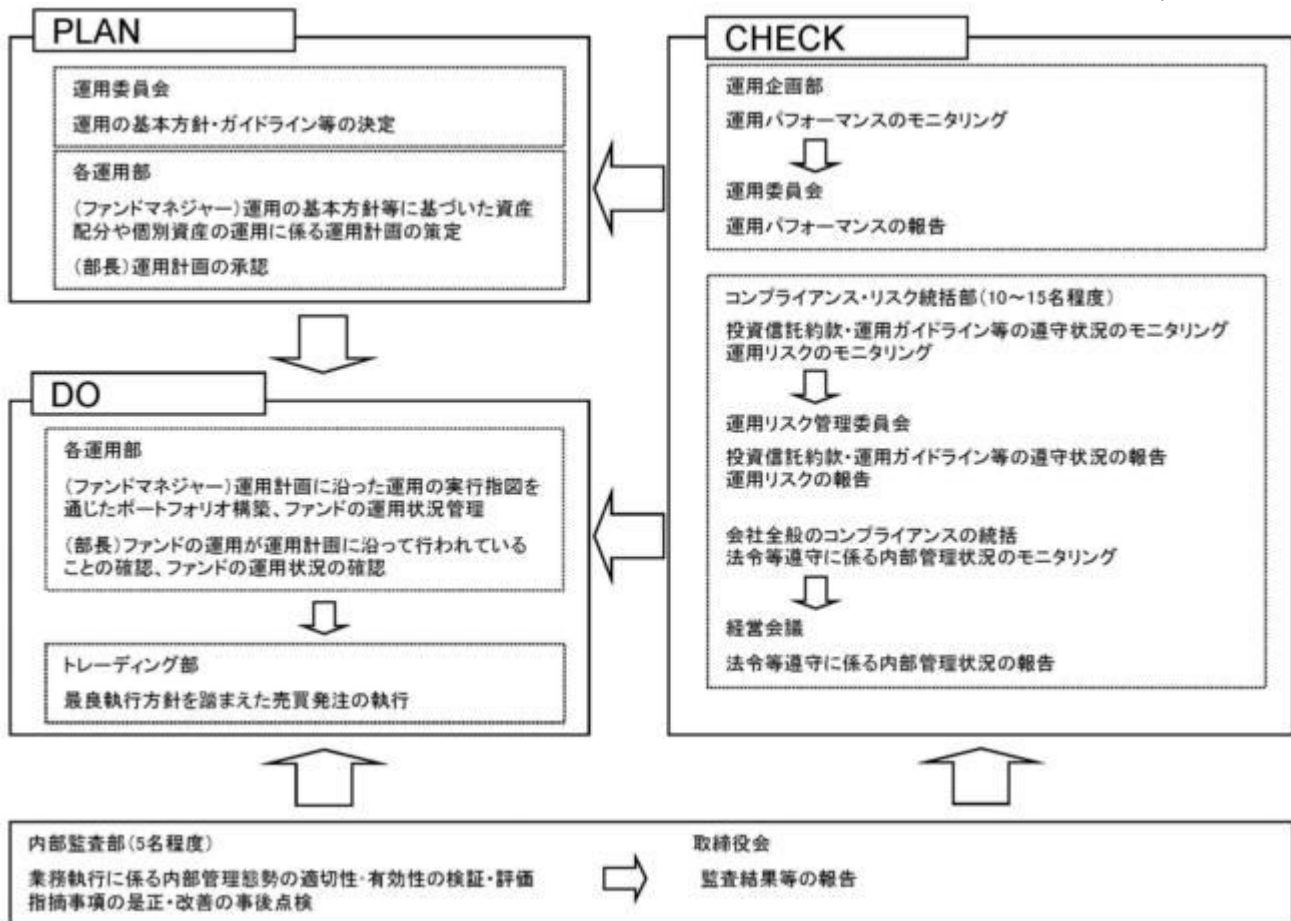 PLAN
運用委員会
運用の基本方針・ガイドライン等の決定
各運用部
(ファンドマネジャー)運用の基本方針等に基づいた資産
配分や個別資産の運用に係る運用計画の策定
(部長)運用計画の承認
DO
各運用部
(ファンドマネジャー)運用計画に沿った運用の実行指図を
通じたポートフォリオ構築、ファンドの運用状況管理
(部長)ファンドの運用が運用計画に沿って行われている
ことの確認、ファンドの運用状況の確認
トレーディング部
最良執行方針を踏まえた売買発注の執行
CHECK
運用企画部
運用パフォーマンスのモニタリング
運用委員会
運用パフォーマンスの報告
コンプライアンス・リスク統括部(10～15名程度)
投資信託約款・運用ガイドライン等の遵守状況のモニタリング
運用リスクのモニタリング
運用リスク管理委員会
投資信託約款・運用ガイドライン等の遵守状況の報告
運用リスクの報告
会社全般のコンプライアンスの統括
法令等遵守に係る内部管理状況のモニタリング
経営会議
法令等遵守に係る内部管理状況の報告
内部監査部(5名程度)
業務執行に係る内部管理態勢の適切性・有効性の検証・評価
指摘事項の是正・改善の事後点検
取締役会
監査結果等の報告